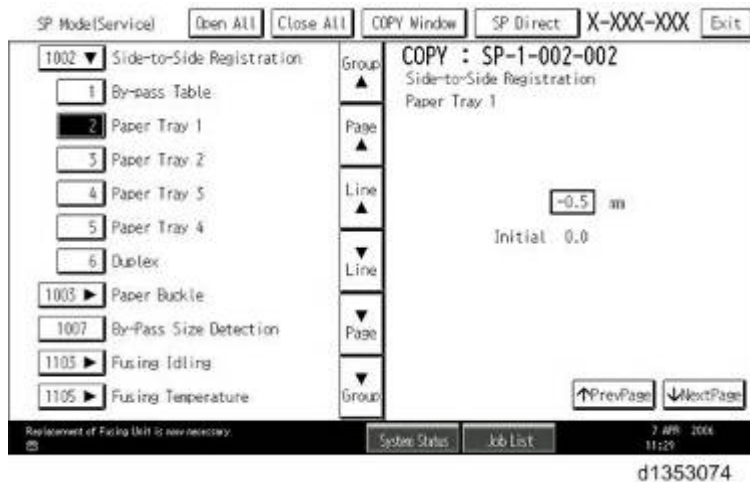 SP Mode(Service) Open All Close All COPY Window SP Direct X-XXX-XXX Exit
1002 ▼ Side-to-Side Registration
1 By-pass Table
2 Paper Tray 1
3 Paper Tray 2
4 Paper Tray 3
5 Paper Tray 4
6 Duplex
1003 ► Paper Buckle
1007 By-Pass Size Detection
1103 ► Fusing Idling
1105 ► Fusing Temperature
Group
▲
Page
▲
Line
▲
▼
Line
▼
Page
▼
Group
COPY : SP-1-002-002
Side-to-Side Registration
Paper Tray 1
-0.5 mm
Initial 0.0
↑PrevPage ↓NextPage
Replacement of Fusing Unit is now necessary.
System Status Job List
7 APR 2006
11:29
d1353074